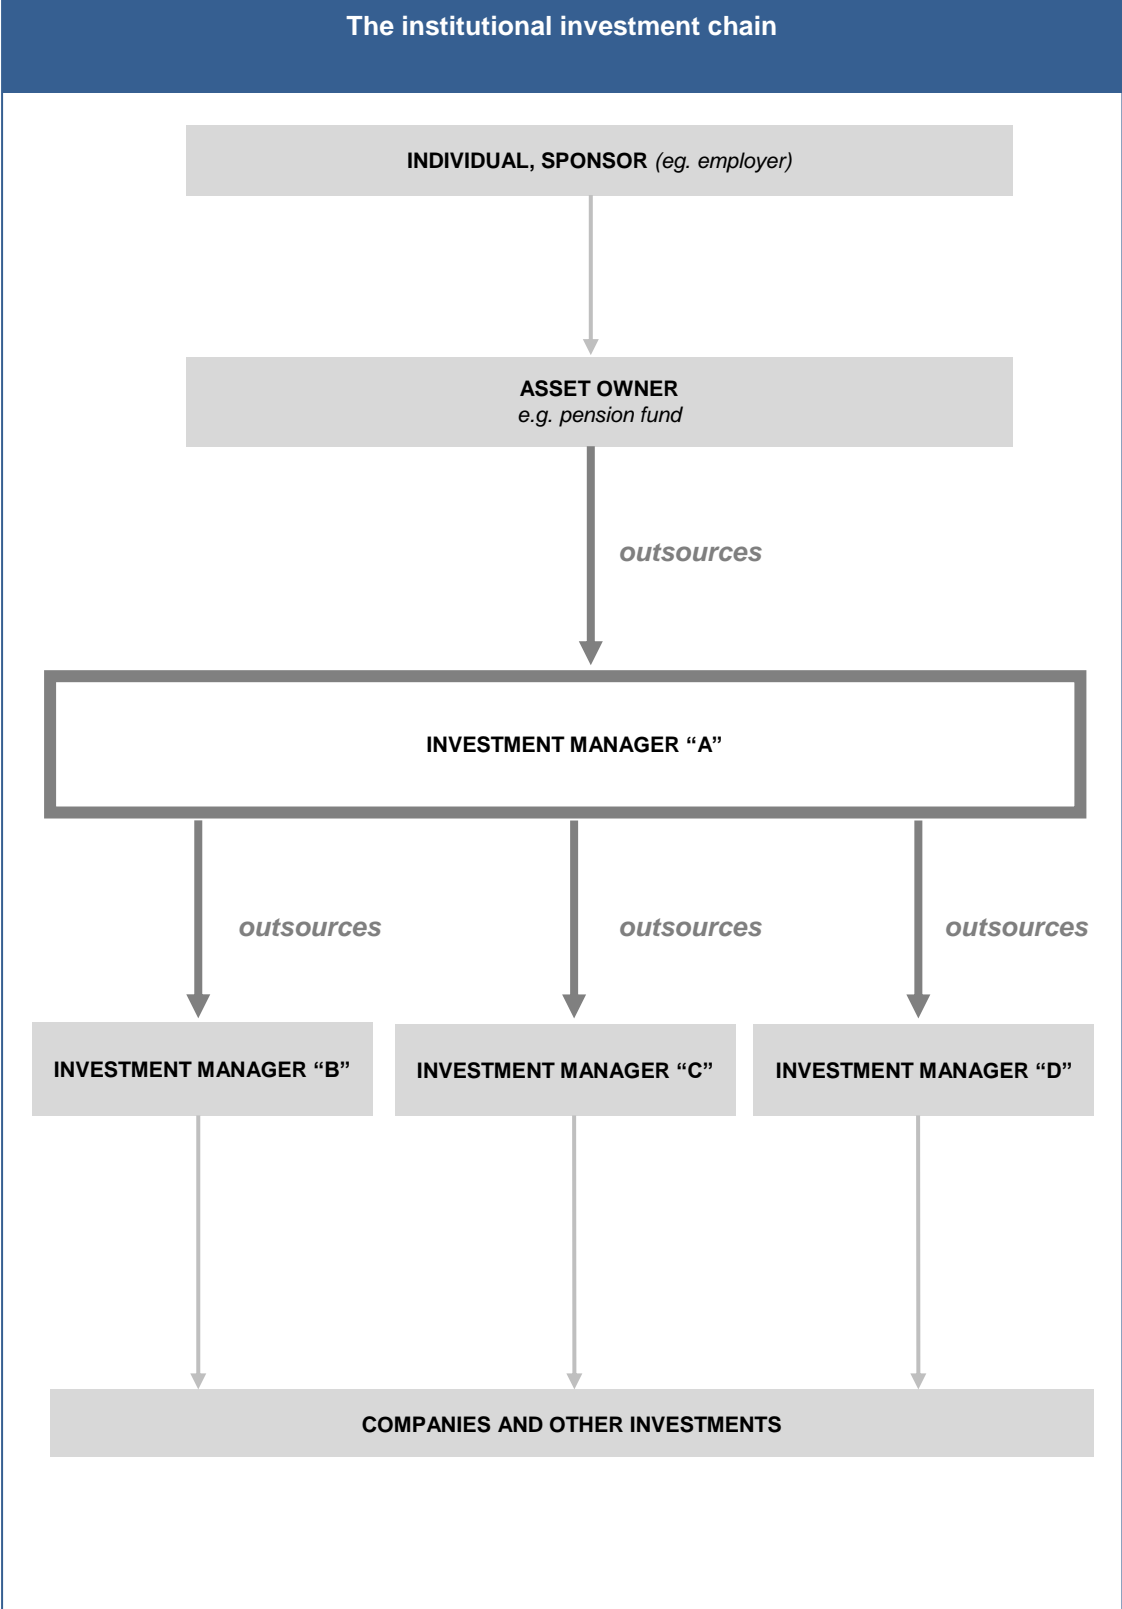 The institutional investment chain
INDIVIDUAL, SPONSOR (eg. employer)
ASSET OWNER
e.g. pension fund
outsources
INVESTMENT MANAGER “A”
outsources
outsources
outsources
INVESTMENT MANAGER “B”
INVESTMENT MANAGER “C”
INVESTMENT MANAGER “D”
COMPANIES AND OTHER INVESTMENTS